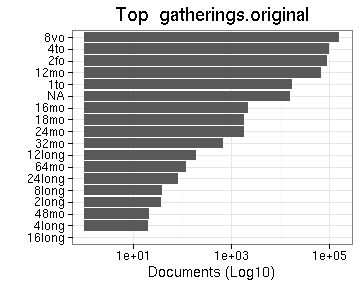 Top gatherings.original
8vo
4to
2fo
12mo
1to
NA
16mo
18mo
24mo
32mo
12long
64mo
24long
8long
2long
48mo
4long
16long
1e+01 1e+03 1e+05
Documents (Log10)